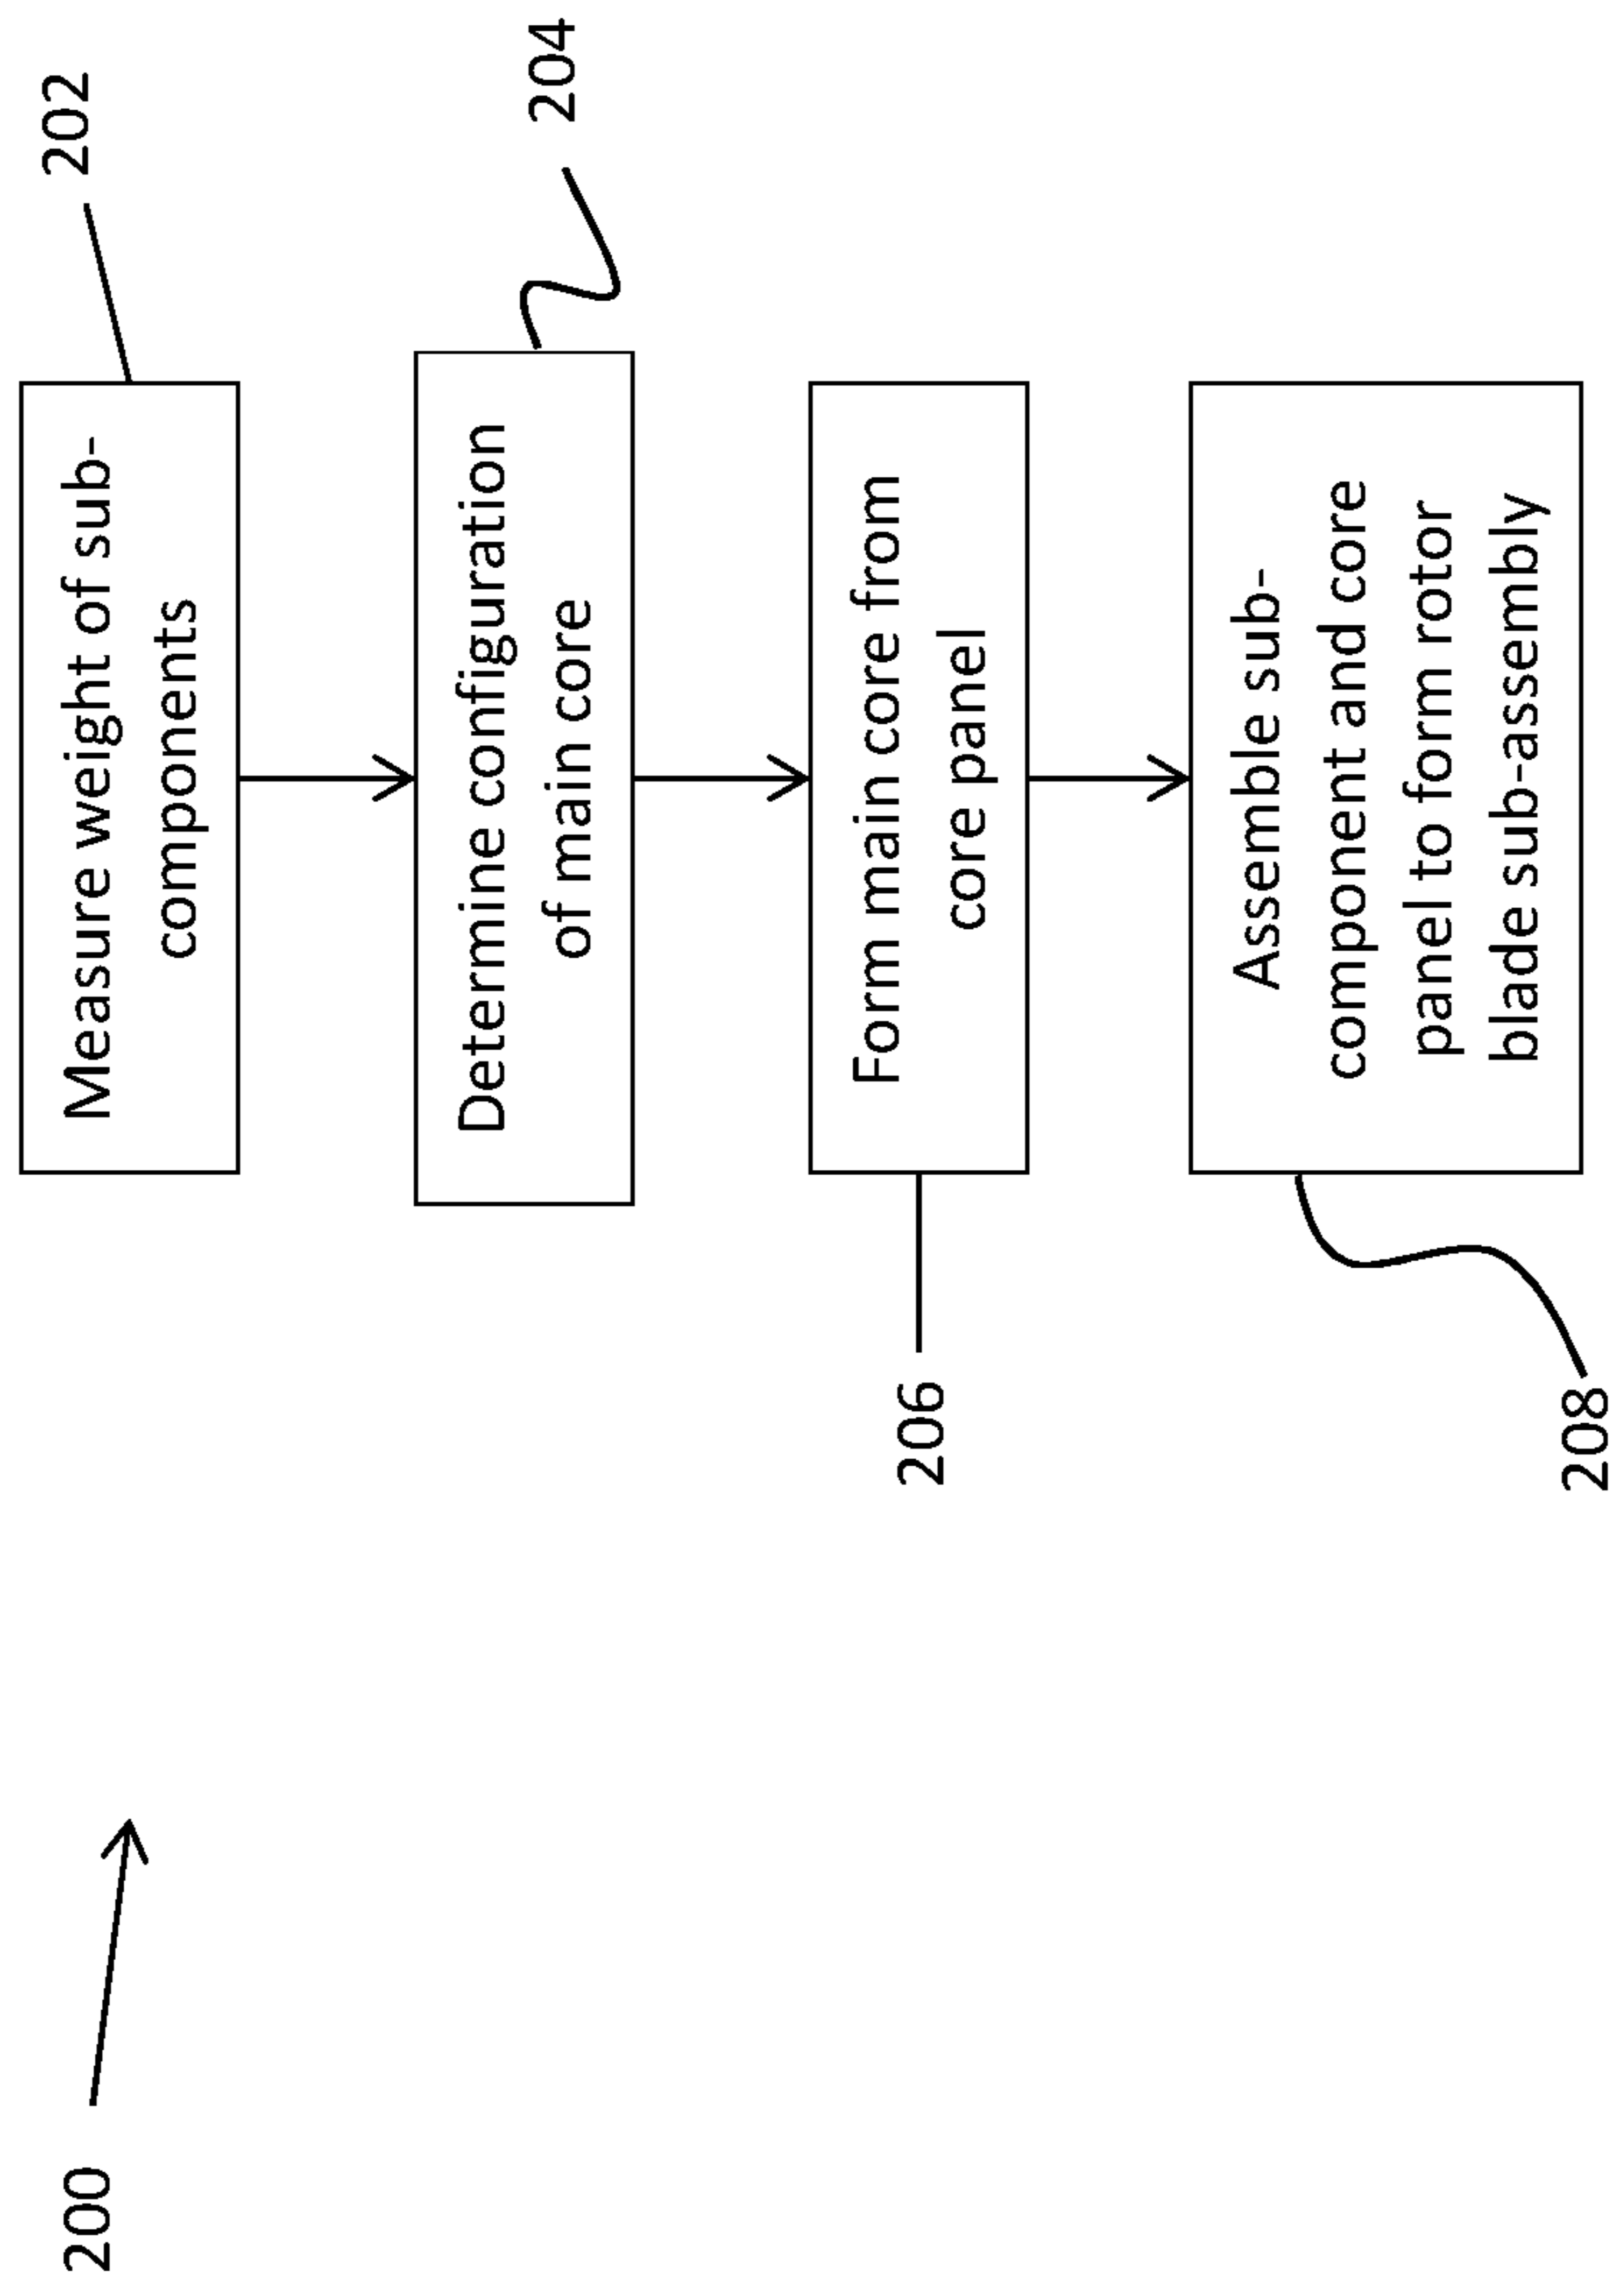 200
202
Measure weight of sub-
components
204
Determine configuration
of main core
206
Form main core from
core panel
208
Assemble sub-
component and core
panel to form rotor
blade sub-assembly